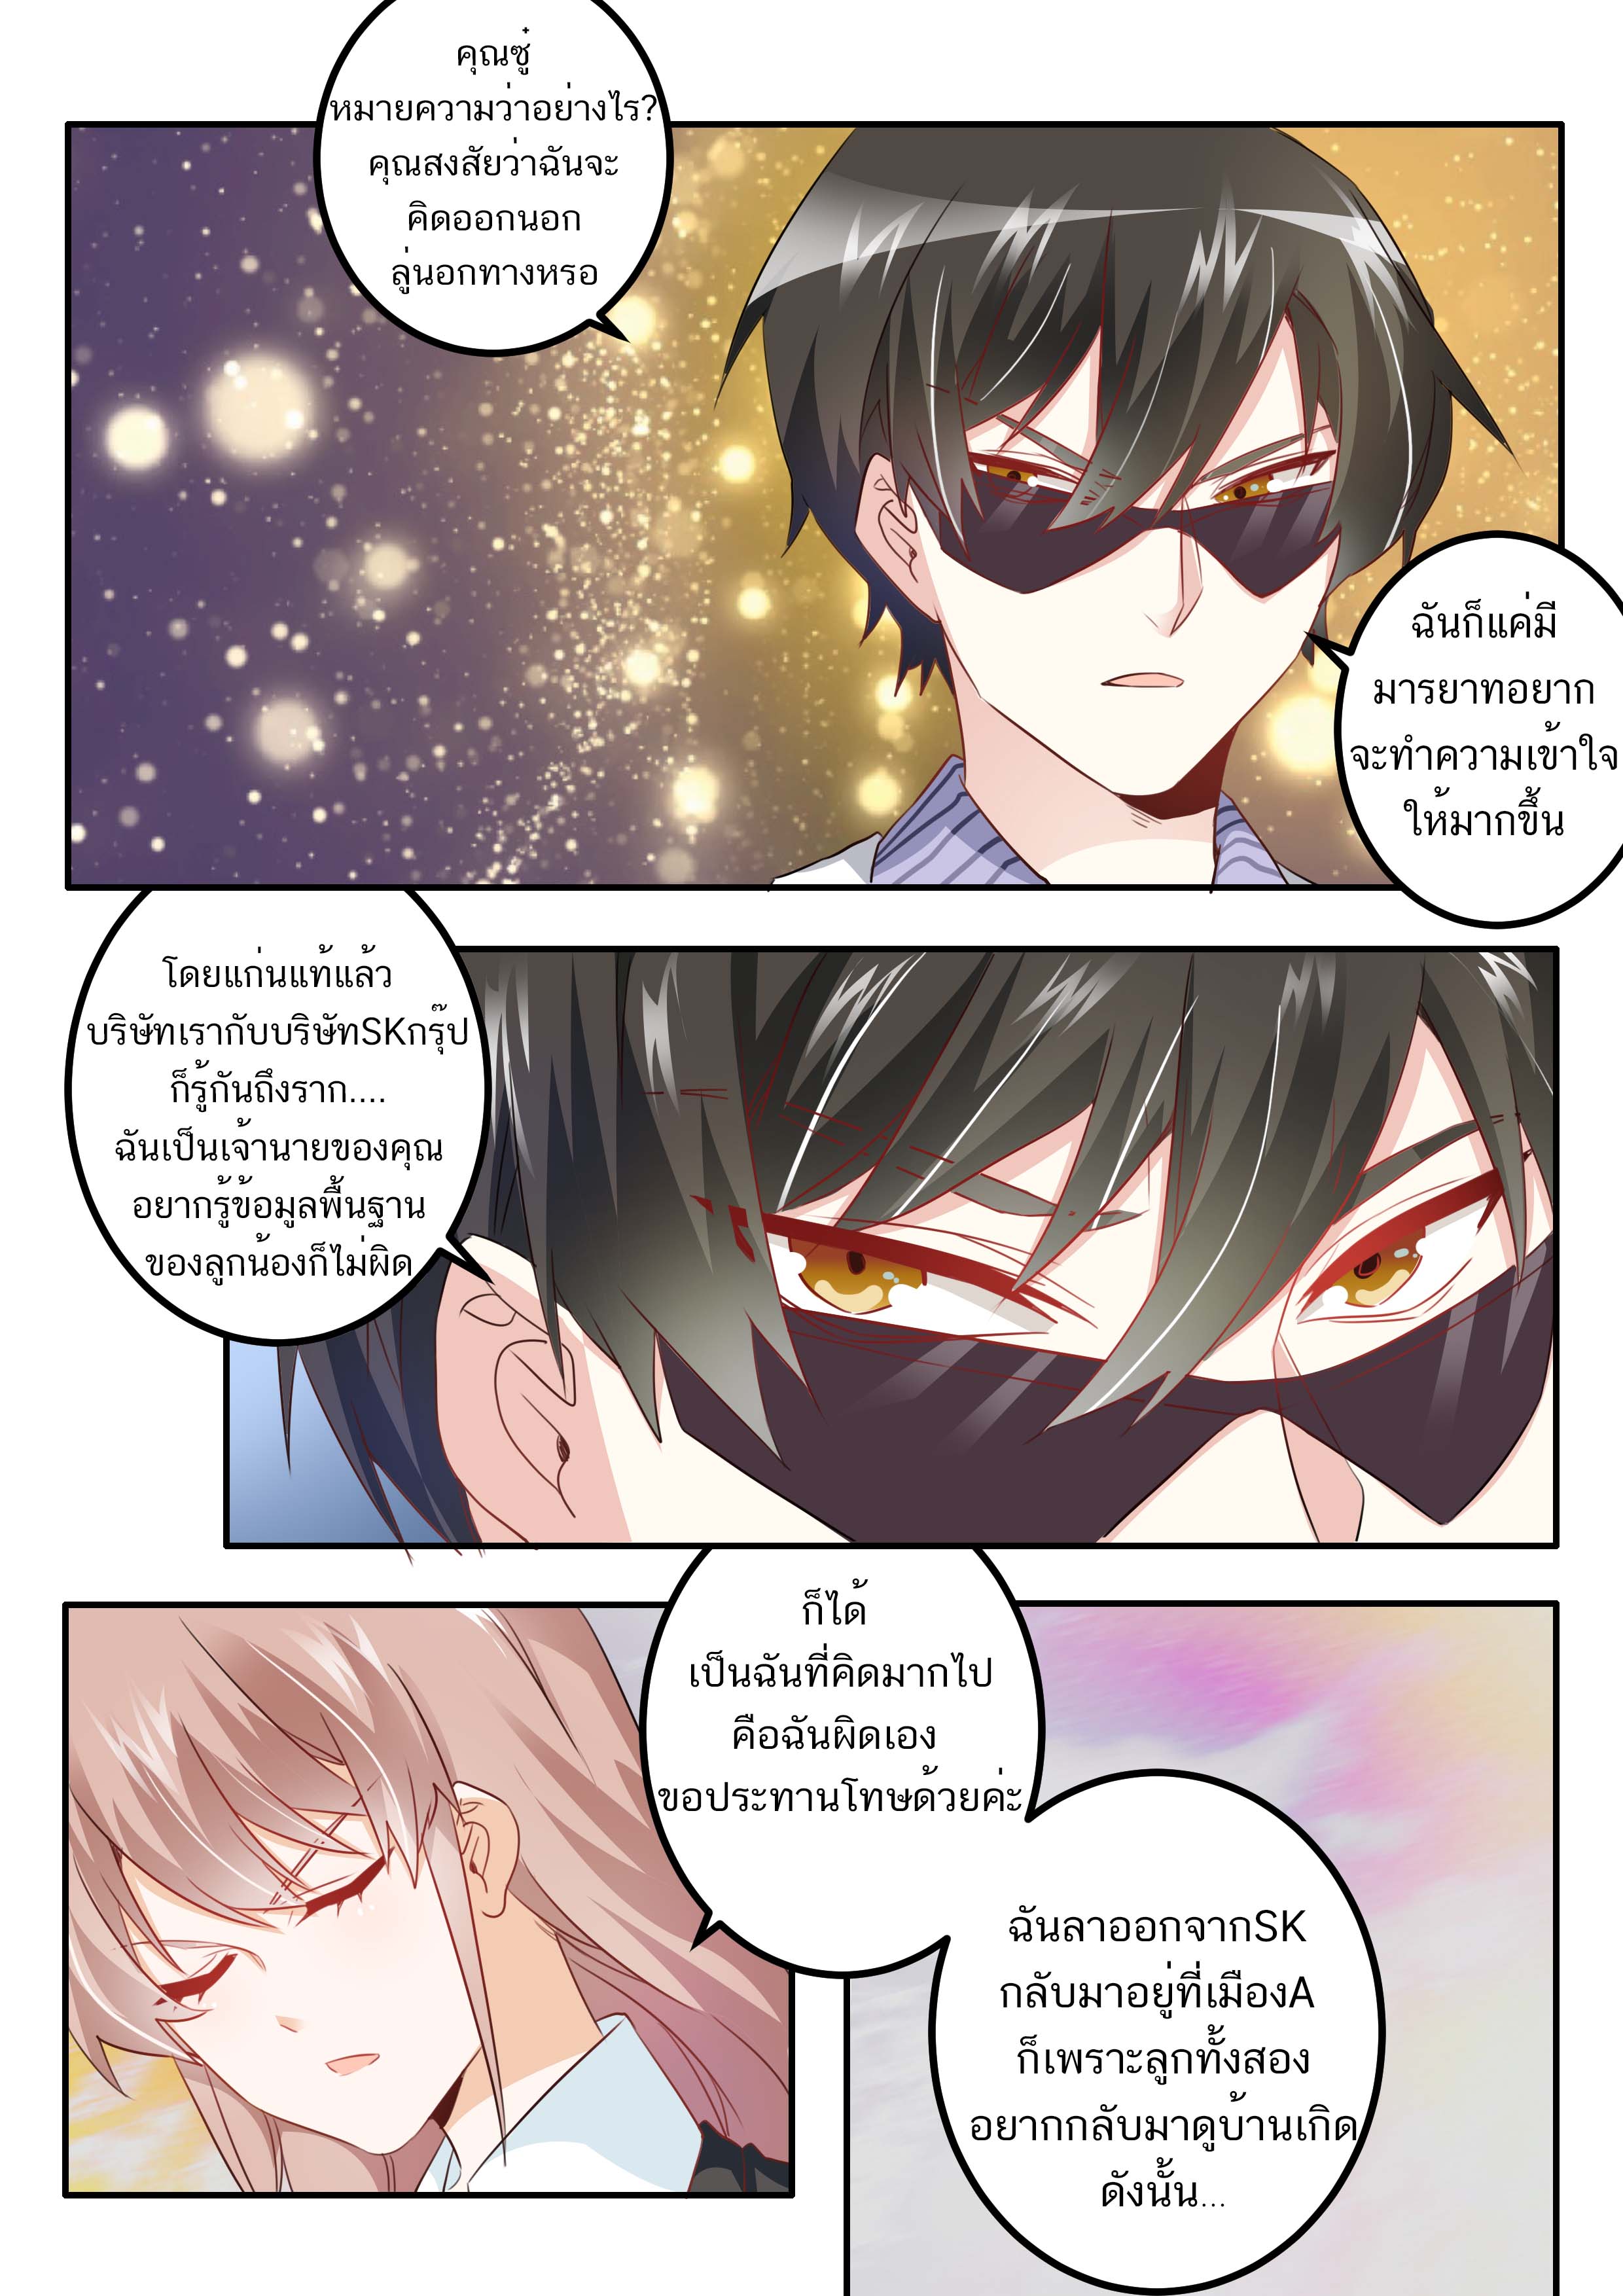 คุณซู๋
หมายความว่าอย่างไร?
คุณสงสัยว่าฉันจะ
คิดออกนอก
ลู่นอกทางหรอ
ฉันก็แค่มี
มารยาทอยาก
จะทำความเข้าใจ
ให้มากขึ้น
โดยแก่นแท้แล้ว
บริษัทเรากับบริษัทSKกรุ๊ป
ก็รู้กันถึงราก....
ฉันเป็นเจ้านายของคุณ
อยากรู้ข้อมูลพื้นฐาน
ของลูกน้องก็ไม่ผิด
ก็ได้
เป็นฉันที่คิดมากไป
คือฉันผิดเอง
ขอประทานโทษด้วยค่ะ
ฉันลาออกจากSK
กลับมาอยู่ที่เมืองA
ก็เพราะลูกทั้งสอง
อยากกลับมาดูบ้านเกิด
ดังนั้น...